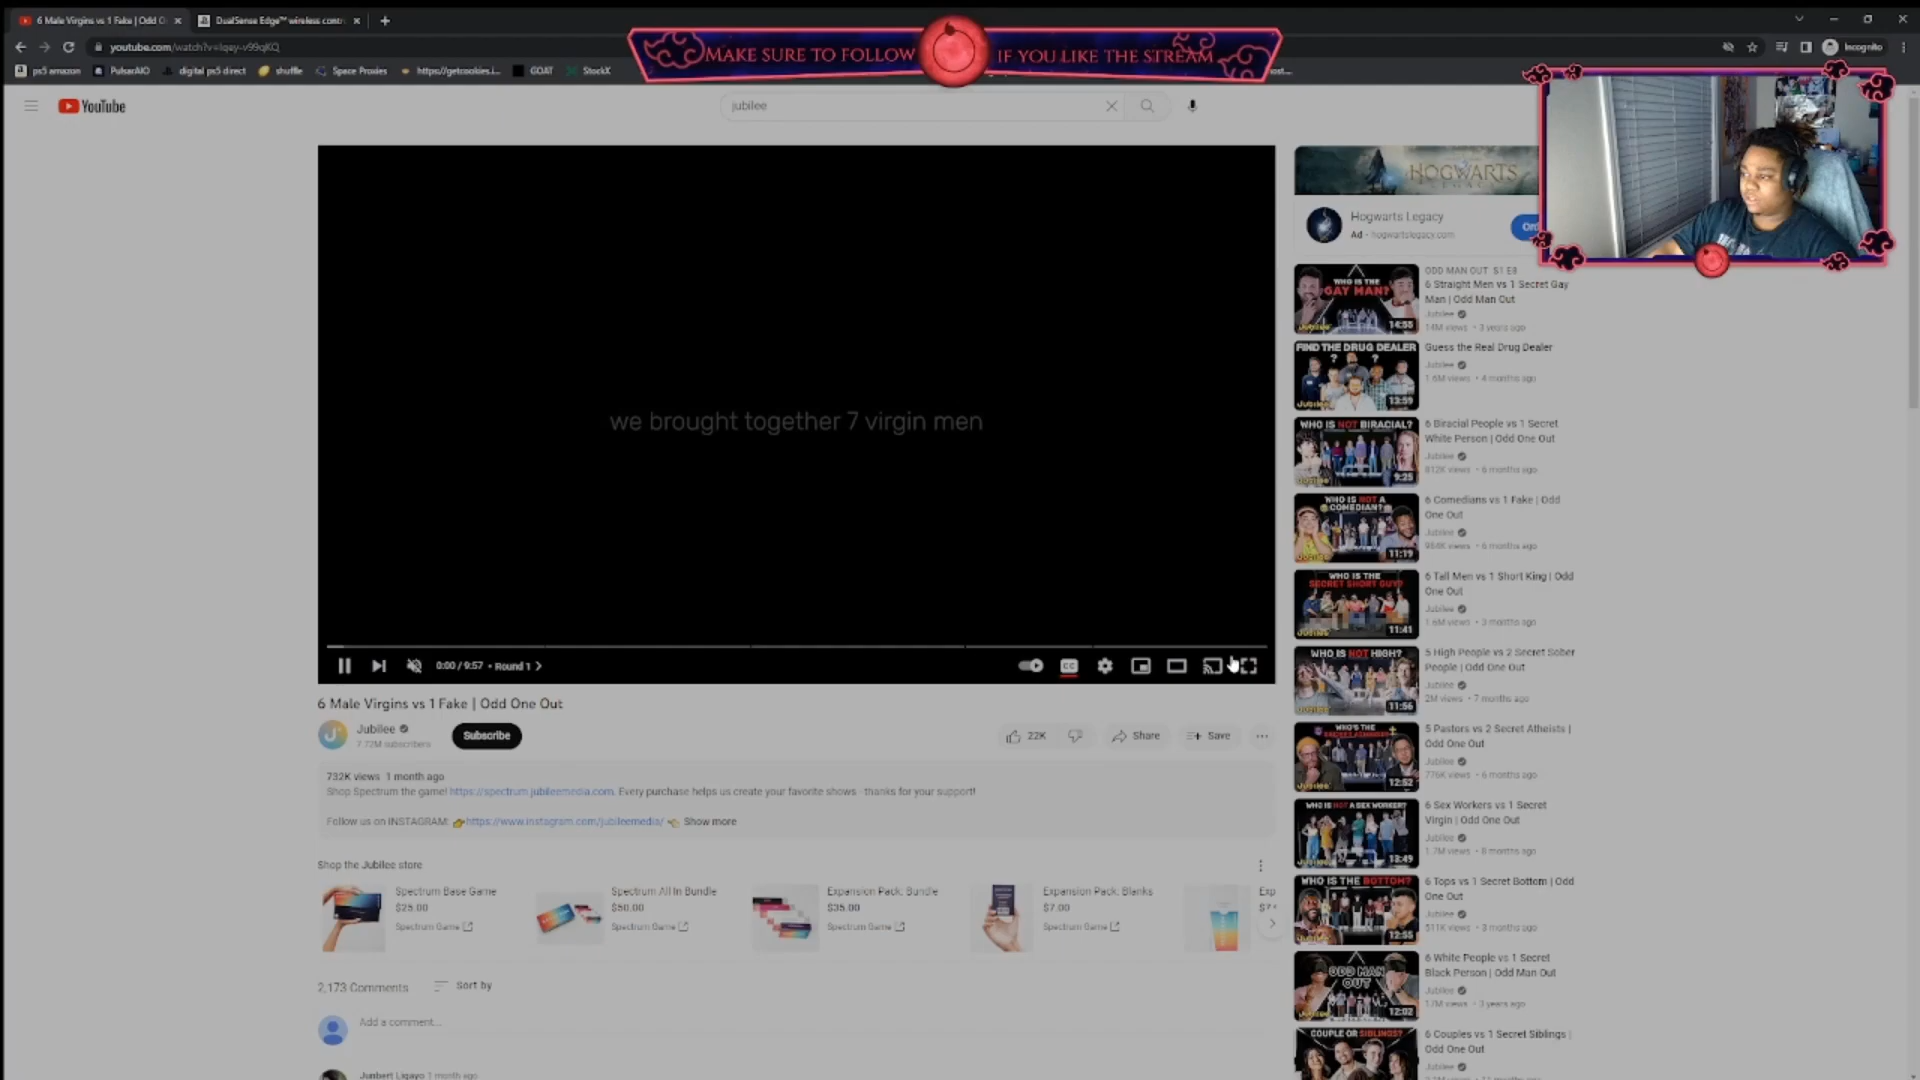 6 Male Virgins vs 1 Fake | Odd O
DualSense Edge™ wireless contr
youtube.com/watch?v=lqey-v99qKQ
Incognito
ps5 amazon
PulsarAIO
digital ps5 direct
shuffle
Space Proxies
https://getcookies.i...
GOAT
StockX
MAKE SURE TO FOLLOW
IF YOU LIKE THE STREAM
YouTube
jubilee
we brought together 7 virgin men
0:00 / 9:57 • Round 1
CC
6 Male Virgins vs 1 Fake | Odd One Out
Jubilee
7.72M subscribers
Subscribe
22K
Share
Save
732K views 1 month ago
Shop Spectrum the game! https://spectrum.jubileemedia.com. Every purchase helps us create your favorite shows - thanks for your support!
Follow us on INSTAGRAM: https://www.instagram.com/jubileemedia/ Show more
Shop the Jubilee store
Spectrum Base Game
$25.00
Spectrum Game
Spectrum All In Bundle
$50.00
Spectrum Game
Expansion Pack: Bundle
$35.00
Spectrum Game
Expansion Pack: Blanks
$7.00
Spectrum Game
Exp
2,173 Comments
Sort by
Add a comment...
Junbert Ligayo 1 month ago
HOGWARTS
LEGACY
Hogwarts Legacy
Ad • hogwartslegacy.com
WHO IS THE
GAY MAN?
Jubilee
14:55
ODD MAN OUT S1 E8
6 Straight Men vs 1 Secret Gay
Man | Odd Man Out
Jubilee
14M views • 3 years ago
FIND THE DRUG DEALER
Jubilee
13:59
Guess the Real Drug Dealer
Jubilee
1.6M views • 4 months ago
WHO IS NOT BIRACIAL?
Jubilee
9:25
6 Biracial People vs 1 Secret
White Person | Odd One Out
Jubilee
812K views • 6 months ago
WHO IS NOT A
COMEDIAN?
Jubilee
11:19
6 Comedians vs 1 Fake | Odd
One Out
Jubilee
6 months ago
WHO IS THE
SECRET SHORT GUY?
Jubilee
11:41
6 Tall Men vs 1 Short King | Odd
One Out
Jubilee
1.6M views • 3 months ago
WHO IS NOT HIGH?
Jubilee
11:56
5 High People vs 2 Secret Sober
People | Odd One Out
Jubilee
2M views • 7 months ago
WHO'S THE
Jubilee
12:52
5 Pastors vs 2 Secret Atheists |
Odd One Out
Jubilee
776K views • 6 months ago
WHO IS NOT A SEX WORKER?
Jubilee
13:49
6 Sex Workers vs 1 Secret
Virgin | Odd One Out
Jubilee
1.7M views • 8 months ago
WHO IS THE BOTTOM?
Jubilee
12:55
6 Tops vs 1 Secret Bottom | Odd
One Out
Jubilee
511K views • 3 months ago
ODD MAN
OUT
12:02
6 White People vs 1 Secret
Black Person | Odd Man Out
Jubilee
17M views • 3 years ago
COUPLE OR SIBLINGS?
6 Couples vs 1 Secret Siblings |
Odd One Out
Jubilee